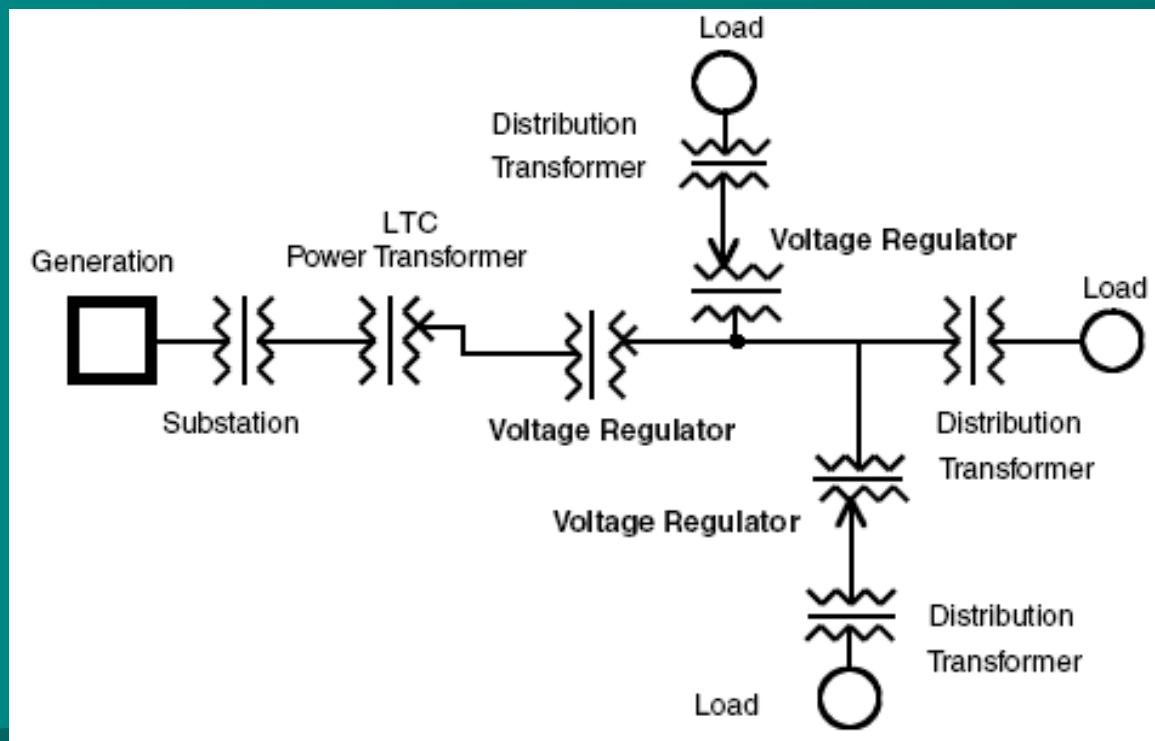 Load
Distribution
Transformer
LTC
Power Transformer
Voltage Regulator
Generation
Load
Substation
Voltage Regulator
Distribution
Transformer
Voltage Regulator
Distribution
Transformer
Load